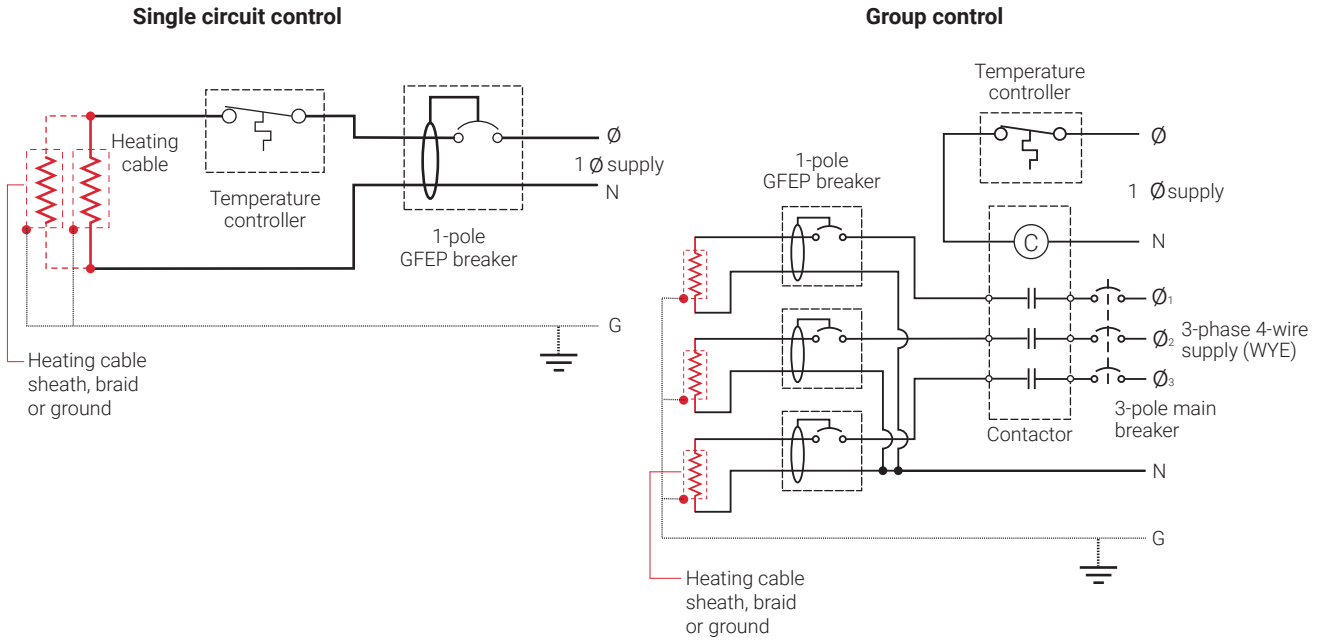 Single circuit control
Heating
cable
Temperature
controller
1-pole
GFEP breaker
Ø
1 Ø supply
N
G
Heating cable
sheath, braid
or ground
Group control
Temperature
controller
Ø
1 Ø supply
N
1-pole
GFEP breaker
C
Ø1
Ø2
Ø3
3-phase 4-wire
supply (WYE)
3-pole main
breaker
Contactor
N
G
Heating cable
sheath, braid
or ground